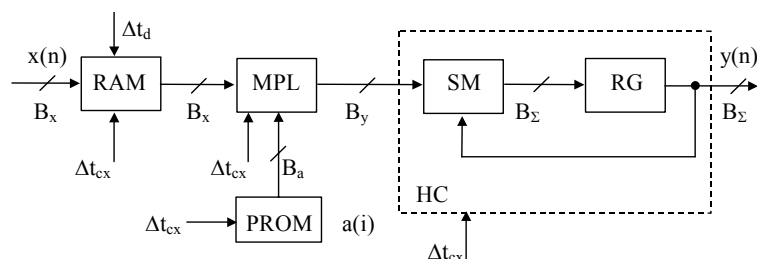 Δt_d
x(n)
y(n)
RAM
MPL
SM
RG
B_x
B_x
B_y
B_Σ
B_Σ
Δt_cx
Δt_cx
B_a
HC
Δt_cx
PROM
a(i)
Δt_cx